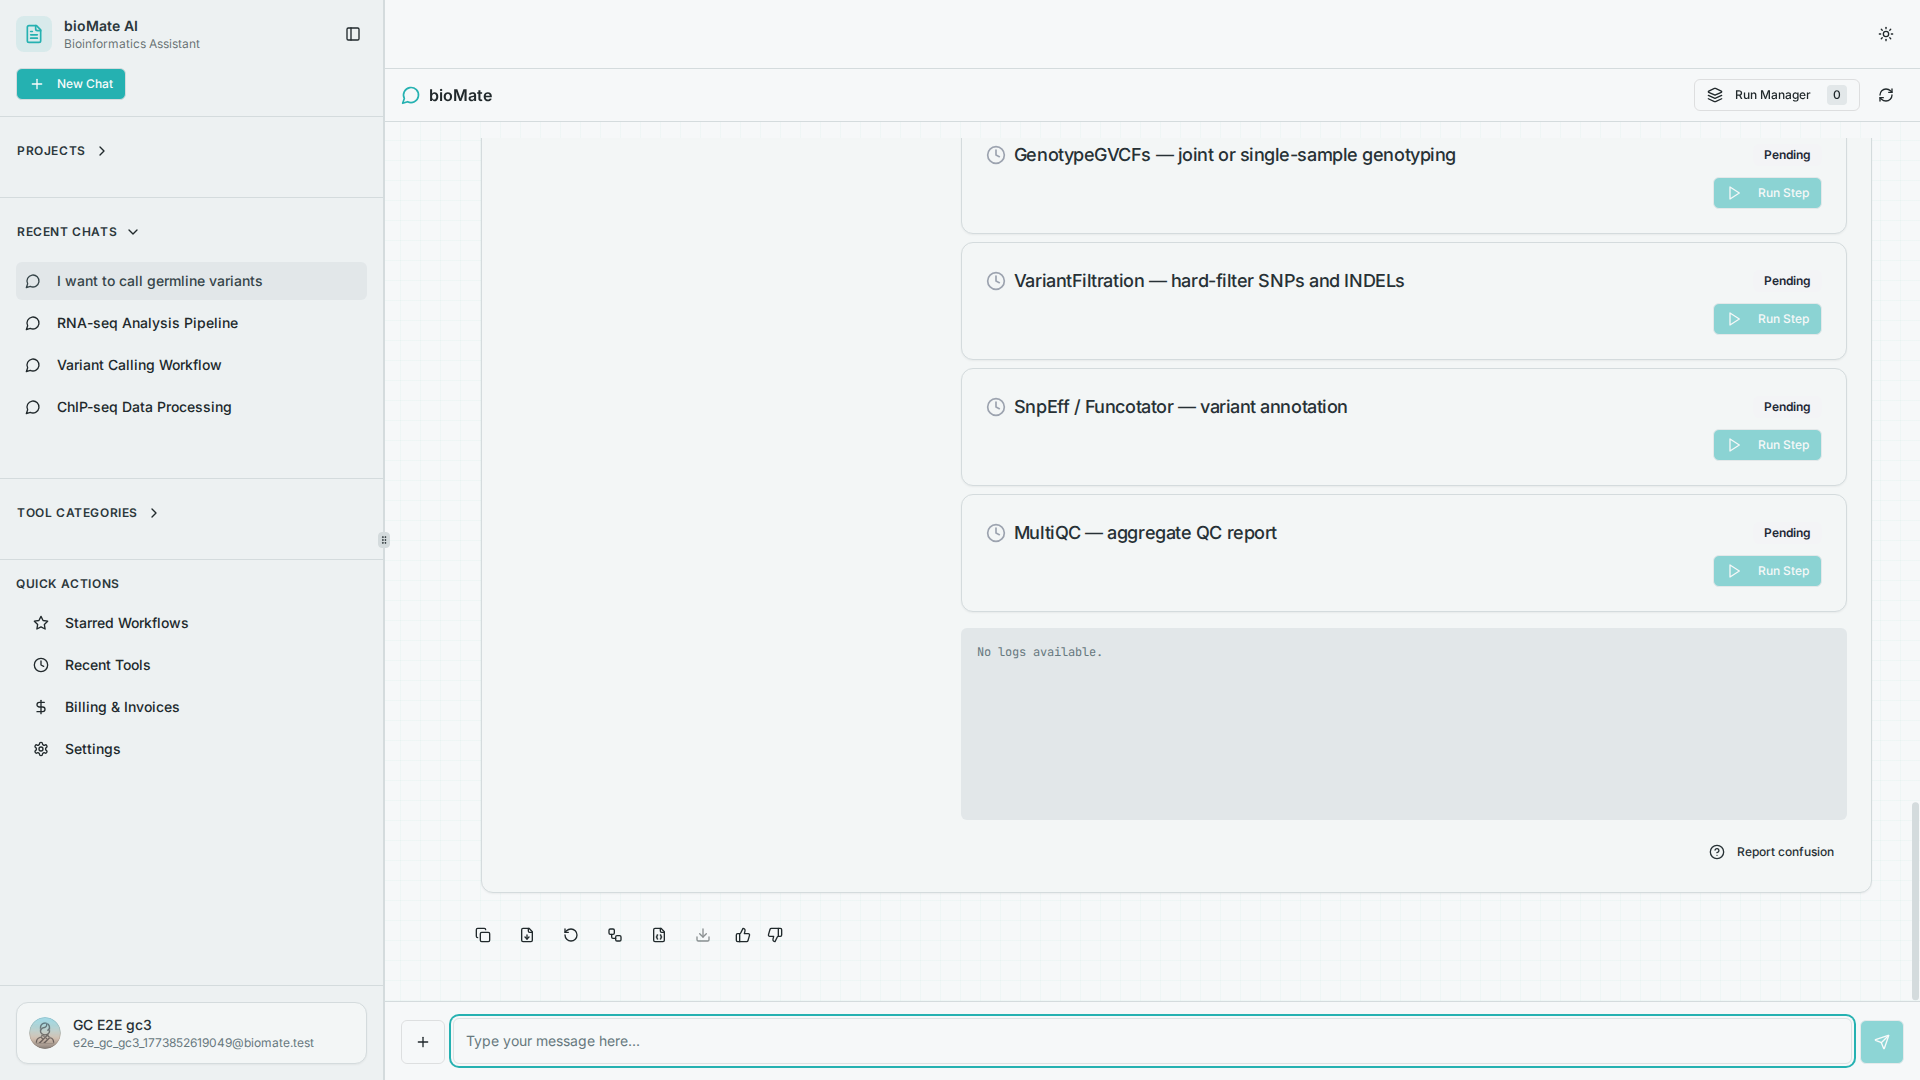 bioMate AI
Bioinformatics Assistant
New Chat
PROJECTS
RECENT CHATS
I want to call germline variants
RNA-seq Analysis Pipeline
Variant Calling Workflow
ChIP-seq Data Processing
TOOL CATEGORIES
QUICK ACTIONS
Starred Workflows
Recent Tools
Billing & Invoices
Settings
GC E2E gc3
e2e_gc_gc3_1773852619049@biomate.test
bioMate
Run Manager 0
GenotypeGVCFs — joint or single-sample genotyping
Pending
Run Step
VariantFiltration — hard-filter SNPs and INDELs
Pending
Run Step
SnpEff / Funcotator — variant annotation
Pending
Run Step
MultiQC — aggregate QC report
Pending
Run Step
No logs available.
Report confusion
Type your message here...